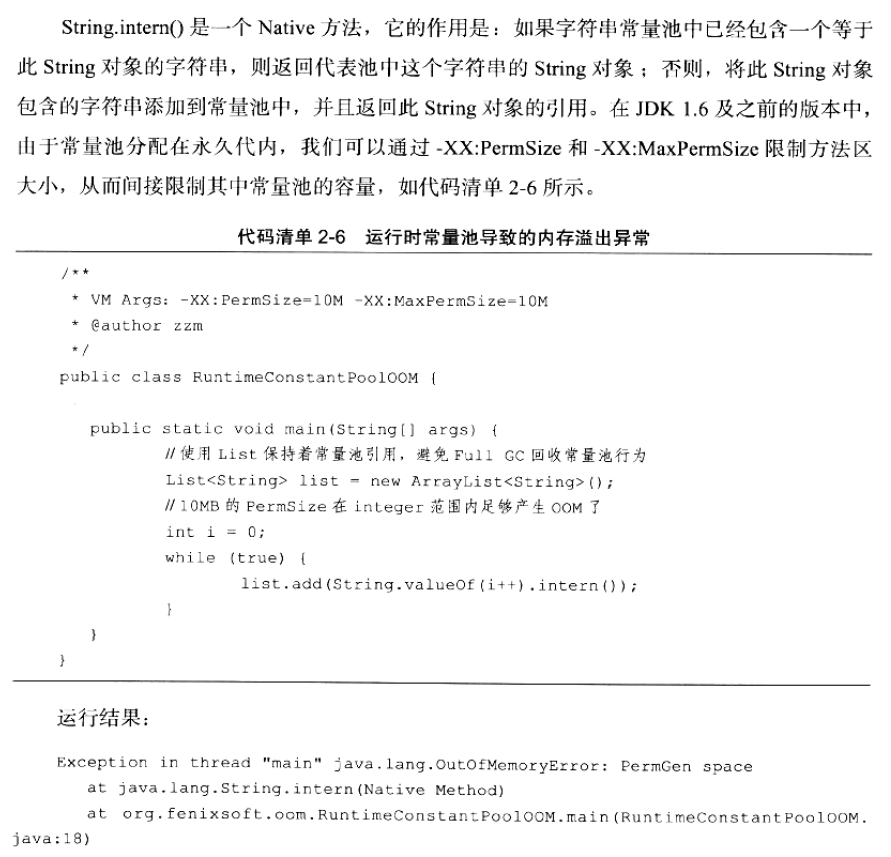 String.intern() 是一个 Native 方法，它的作用是：如果字符串常量池中已经包含一个等于
此 String 对象的字符串，则返回代表池中这个字符串的 String 对象；否则，将此 String 对象
包含的字符串添加到常量池中，并且返回此 String 对象的引用。在 JDK 1.6 及之前的版本中，
由于常量池分配在永久代内，我们可以通过 -XX:PermSize 和 -XX:MaxPermSize 限制方法区
大小，从而间接限制其中常量池的容量，如代码清单 2-6 所示。
代码清单 2-6　运行时常量池导致的内存溢出异常
/**
 * VM Args：-XX:PermSize=10M -XX:MaxPermSize=10M
 * @author zzm
 */
public class RuntimeConstantPoolOOM {
public static void main(String[] args) {
// 使用 List 保持着常量池引用，避免 Full GC 回收常量池行为
List<String> list = new ArrayList<String>();
// 10MB 的 PermSize 在 integer 范围内足够产生 OOM 了
int i = 0;
while (true) {
list.add(String.valueOf(i++).intern());
}
}
}
运行结果：
Exception in thread "main" java.lang.OutOfMemoryError: PermGen space
at java.lang.String.intern(Native Method)
at org.fenixsoft.oom.RuntimeConstantPoolOOM.main(RuntimeConstantPoolOOM.
java:18)